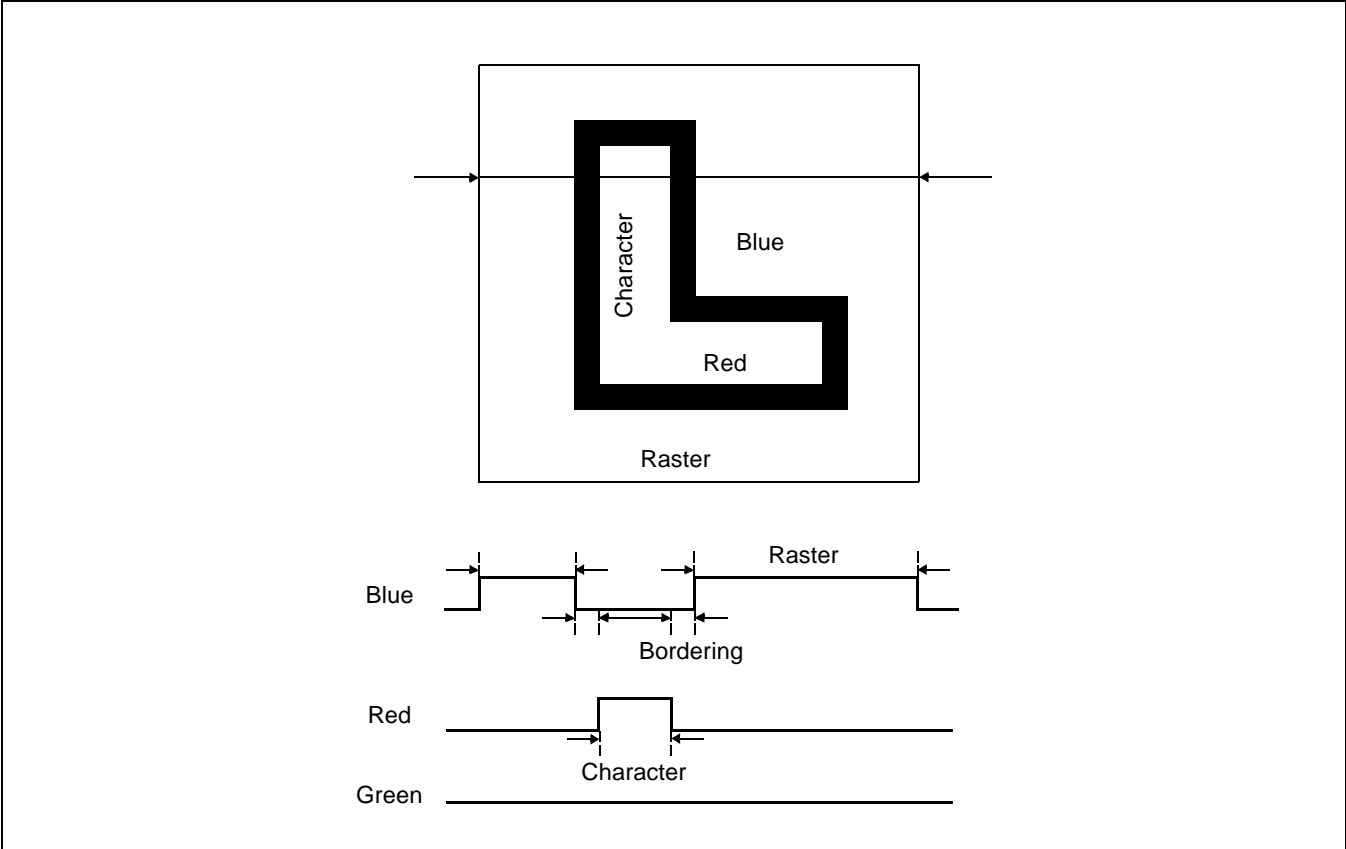 Character
Blue
Red
Raster
Raster
Blue
Bordering
Red
Character
Green